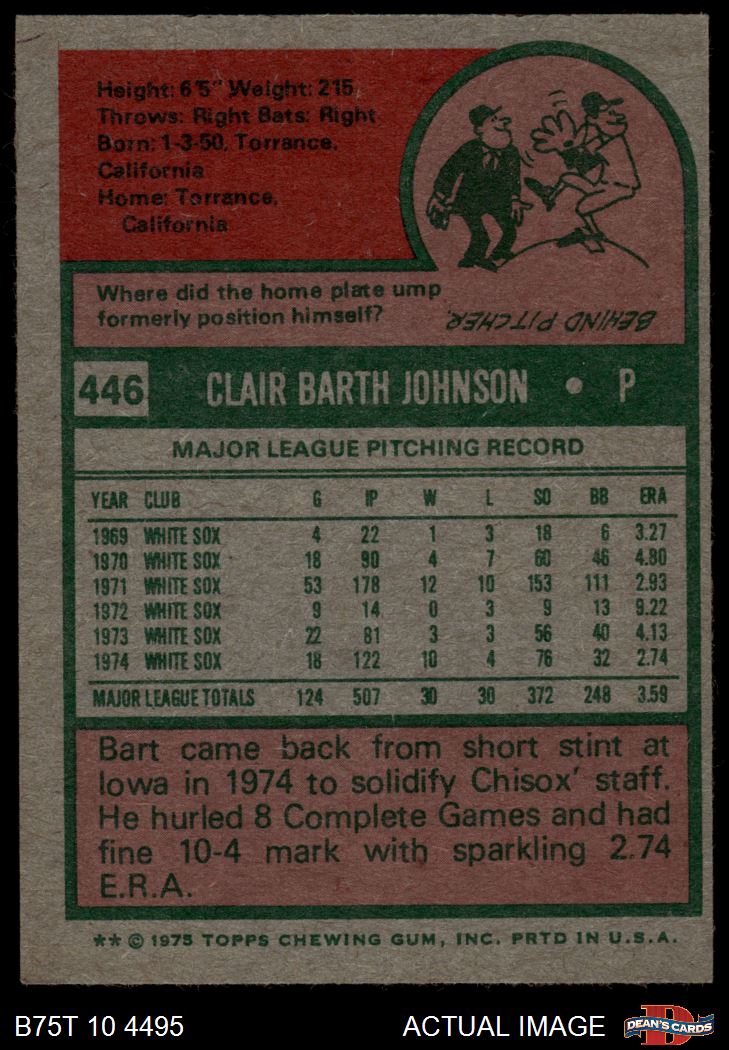 Height: 6'5" Weight: 215
Throws: Right Bats: Right
Born: 1-3-50, Torrance,
California
Home: Torrance,
California
Where did the home plate ump
formerly position himself?
BEHIND PITCHER.
446 CLAIR BARTH JOHNSON • P
MAJOR LEAGUE PITCHING RECORD
YEAR CLUB G IP W L SO BB ERA
1969 WHITE SOX 4 22 1 3 18 6 3.27
1970 WHITE SOX 18 90 4 7 60 46 4.80
1971 WHITE SOX 53 178 12 10 153 111 2.93
1972 WHITE SOX 9 14 0 3 9 13 9.22
1973 WHITE SOX 22 81 3 3 56 40 4.13
1974 WHITE SOX 18 122 10 4 76 32 2.74
MAJOR LEAGUE TOTALS 124 507 30 30 372 248 3.59
Bart came back from short stint at
Iowa in 1974 to solidify Chisox' staff.
He hurled 8 Complete Games and had
fine 10-4 mark with sparkling 2.74
E.R.A.
** © 1975 TOPPS CHEWING GUM, INC. PRTD IN U.S.A.
B75T 10 4495 ACTUAL IMAGE DEAN'S CARDS